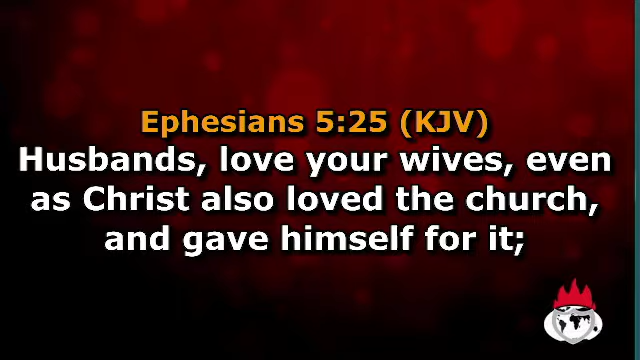 Ephesians 5:25 (KJV)
Husbands, love your wives, even
as Christ also loved the church,
and gave himself for it;